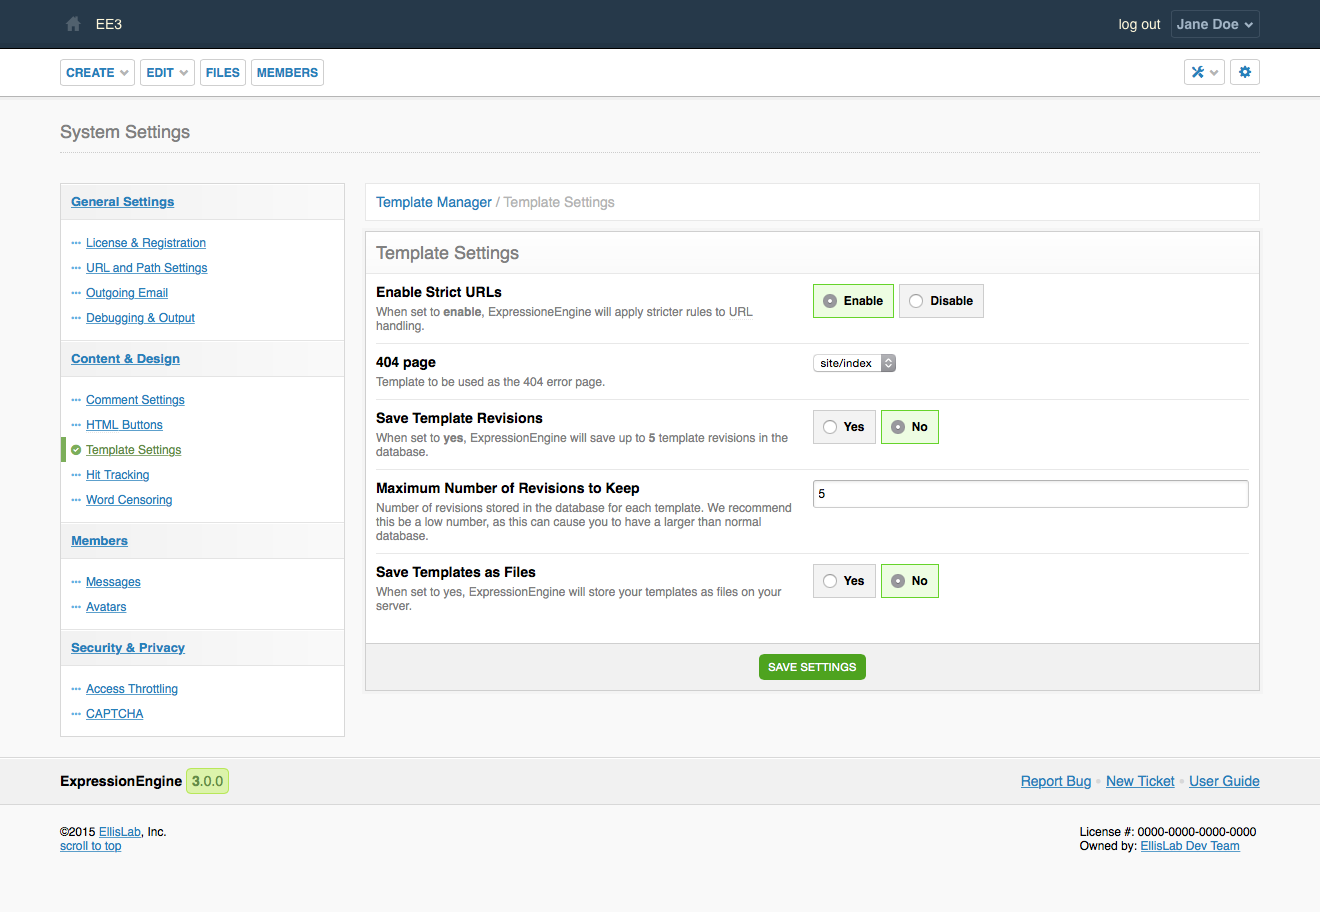 EE3
log out
Jane Doe
CREATE
EDIT
FILES
MEMBERS
System Settings
General Settings
License & Registration
URL and Path Settings
Outgoing Email
Debugging & Output
Content & Design
Comment Settings
HTML Buttons
Template Settings
Hit Tracking
Word Censoring
Members
Messages
Avatars
Security & Privacy
Access Throttling
CAPTCHA
Template Manager / Template Settings
Template Settings
Enable Strict URLs
When set to enable, ExpressioneEngine will apply stricter rules to URL
handling.
Enable
Disable
404 page
Template to be used as the 404 error page.
site/index
Save Template Revisions
When set to yes, ExpressionEngine will save up to 5 template revisions in the
database.
Yes
No
Maximum Number of Revisions to Keep
Number of revisions stored in the database for each template. We recommend
this be a low number, as this can cause you to have a larger than normal
database.
5
Save Templates as Files
When set to yes, ExpressionEngine will store your templates as files on your
server.
Yes
No
SAVE SETTINGS
ExpressionEngine 3.0.0
Report Bug • New Ticket • User Guide
©2015 EllisLab, Inc.
scroll to top
License #: 0000-0000-0000-0000
Owned by: EllisLab Dev Team